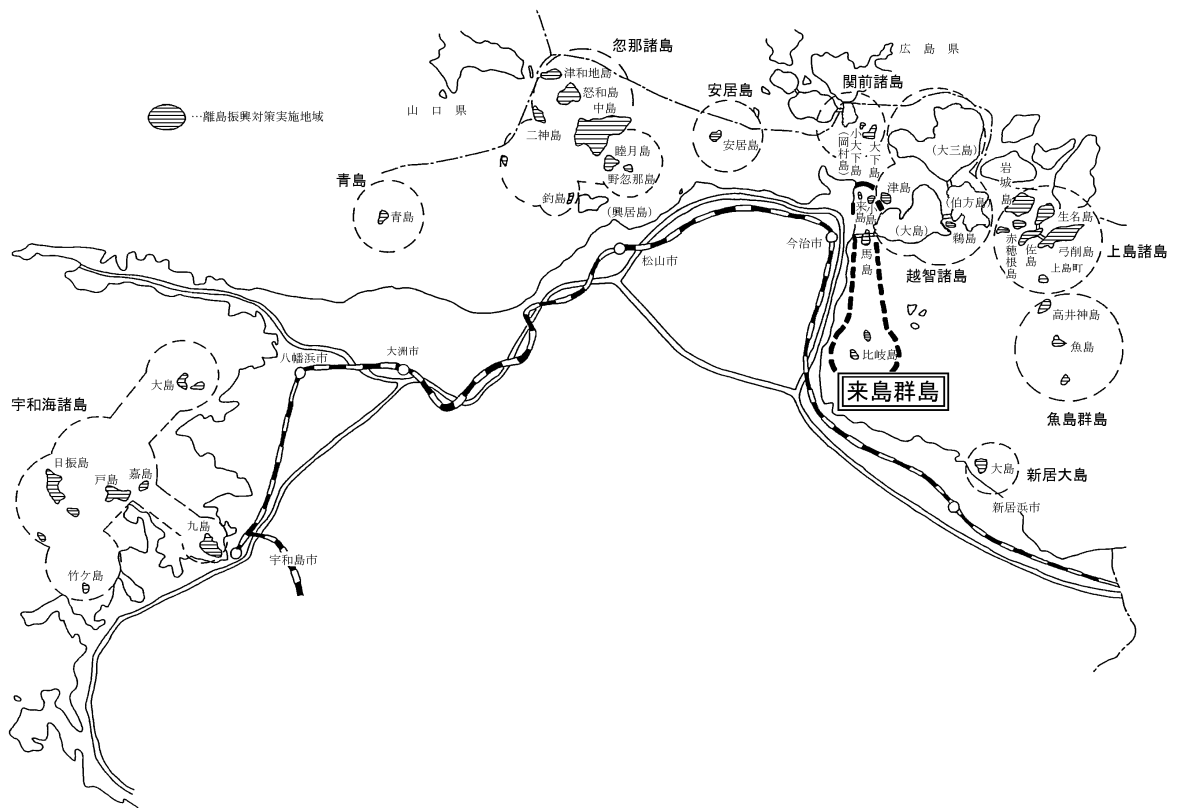 忽那諸島
津和地島
怒和島
中島
二神島
睦月島
野忽那島
釣島
(興居島)
山口県
…離島振興対策実施地域
安居島
安居島
広島県
関前諸島
大下島
小大下島
(岡村島)
(大三島)
岩城島
生名島
弓削島
佐島
赤穂根島
上島町
上島諸島
津島
(伯方島)
(大島)
鵜島
越智諸島
来島
小島
馬島
比岐島
来島群島
高井神島
魚島
魚島群島
青島
青島
今治市
松山市
大洲市
八幡浜市
大島
宇和海諸島
日振島
戸島
嘉島
九島
竹ケ島
宇和島市
大島
新居大島
新居浜市